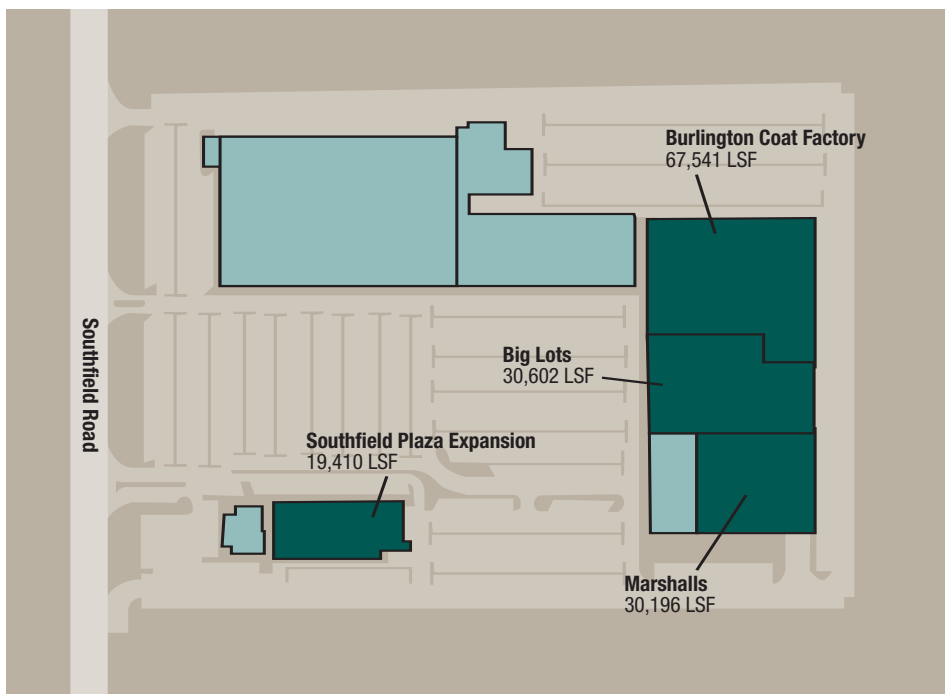 Burlington Coat Factory
67,541 LSF
Southfield Road
Big Lots
30,602 LSF
Southfield Plaza Expansion
19,410 LSF
Marshalls
30,196 LSF